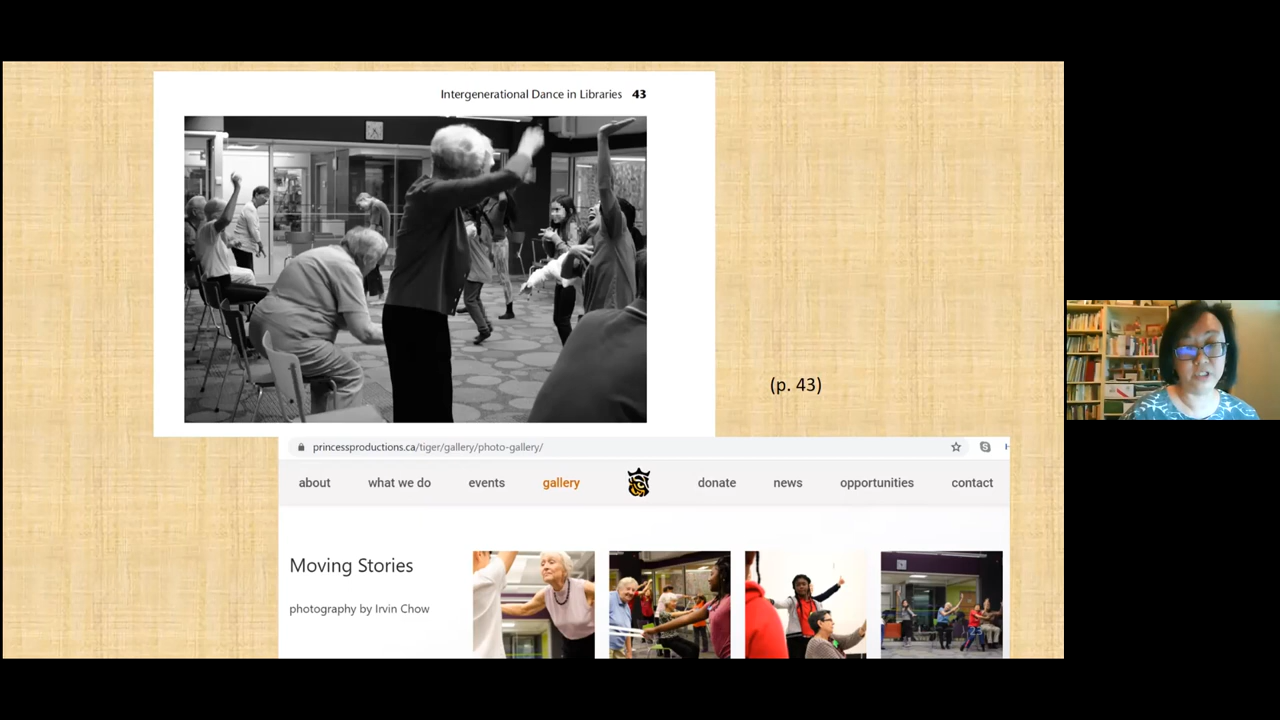 Intergenerational Dance in Libraries 43
(p. 43)
princessproductions.ca/tiger/gallery/photo-gallery/
about what we do events gallery donate news opportunities contact
Moving Stories
photography by Irvin Chow